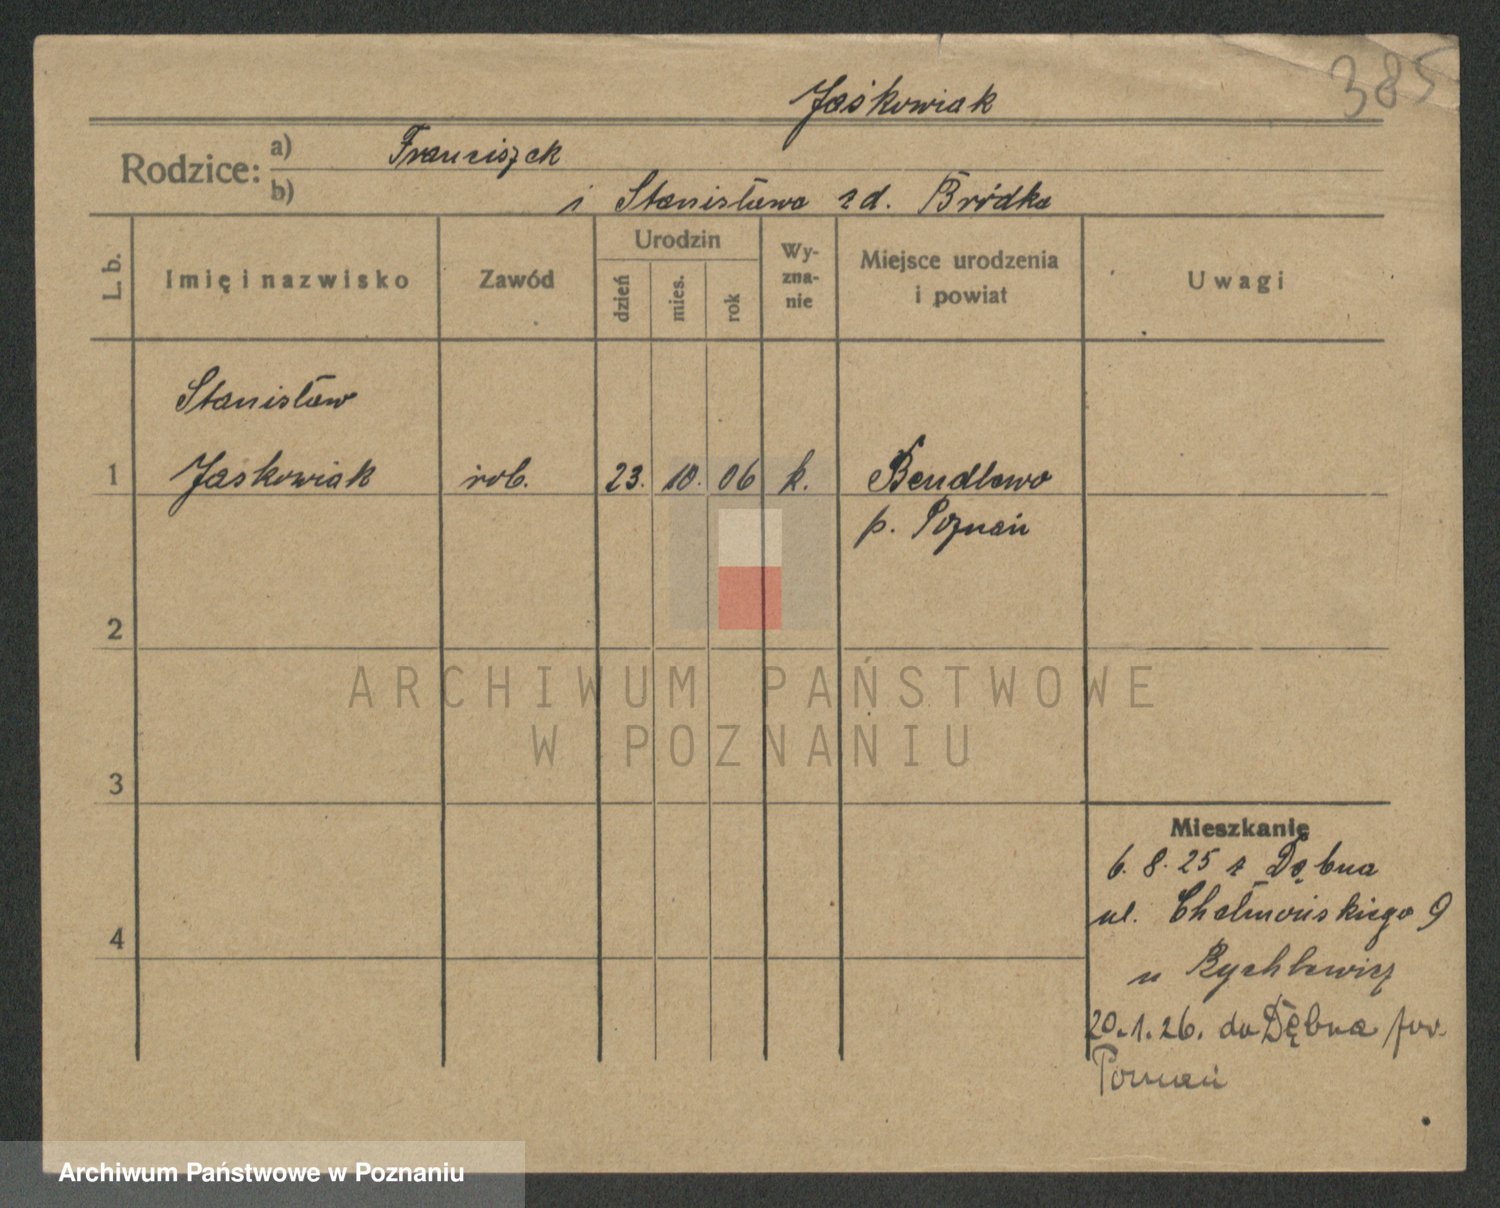 385
Jaśkowiak
Rodzice: a) Franciszek
b) i Stanisława z d. Bródka
L. b.
Imię i nazwisko
Zawód
Urodzin
dzień
mies.
rok
Wy-
zna-
nie
Miejsce urodzenia
i powiat
Uwagi
Stanisław
1 Jaskowiak rob. 23. 10. 06 k. Bendlewo
p. Poznań
2
3
4
Mieszkanie
6. 8. 25 z Dębna
ul. Chełmońskiego 9
u Rychlewicz
20.1.26. do Dębna pow.
Poznań
ARCHIWUM PAŃSTWOWE
W POZNANIU
Archiwum Państwowe w Poznaniu